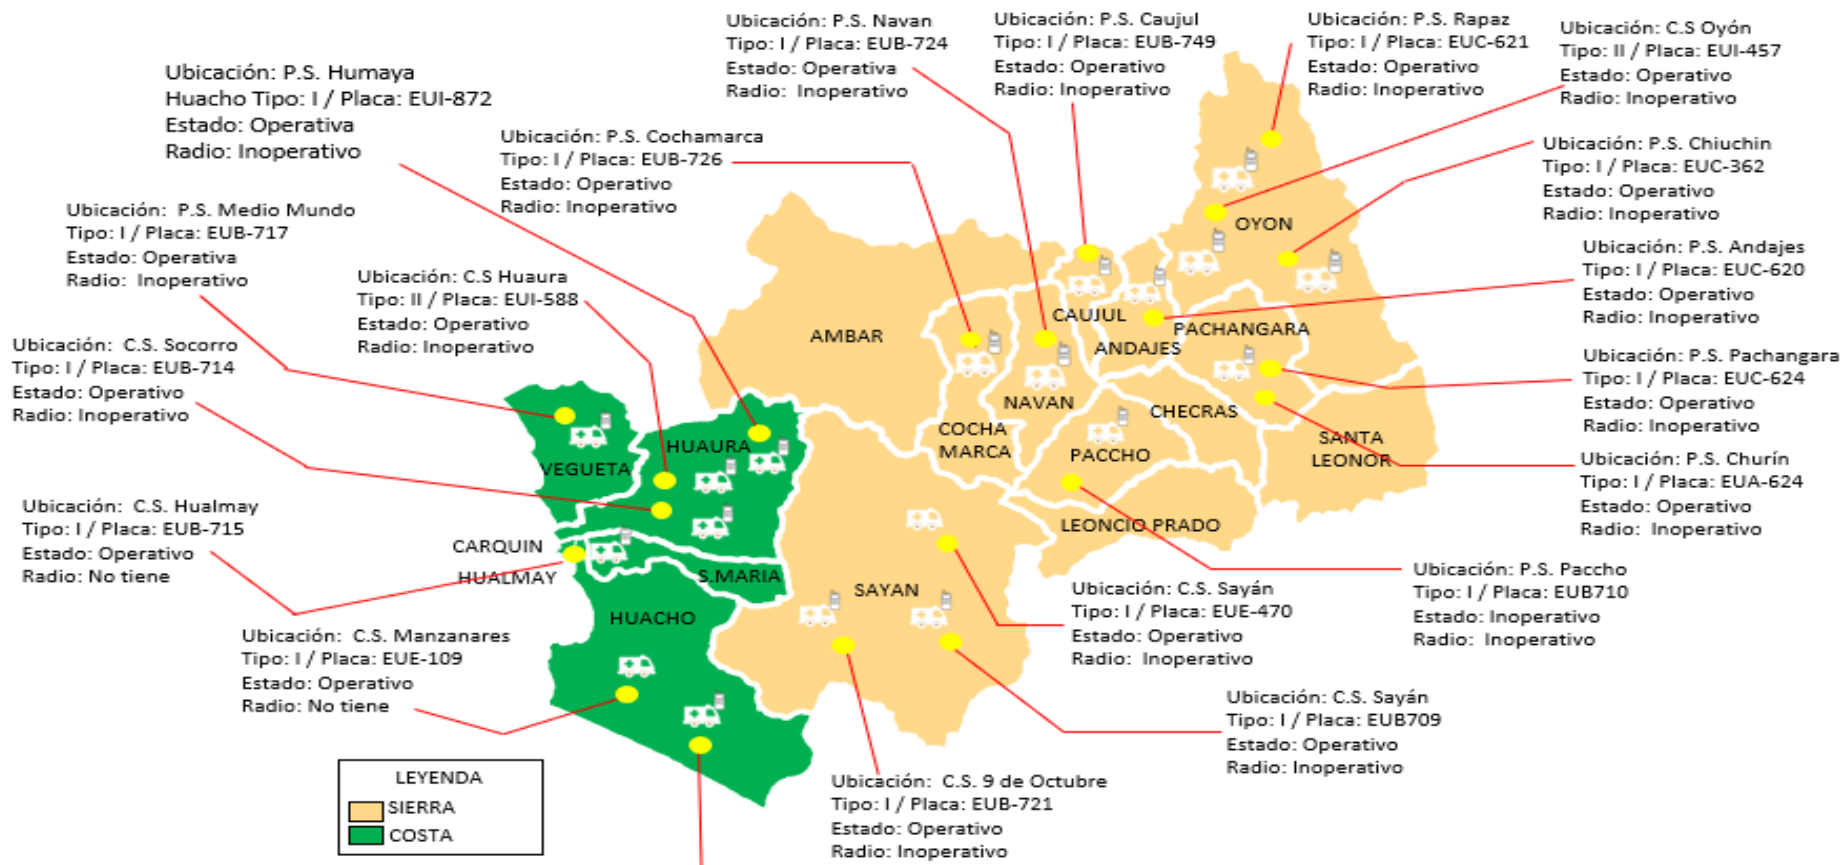 Ubicación: P.S. Humaya
Huacho Tipo: I / Placa: EUI-872
Estado: Operativa
Radio: Inoperativo
Ubicación: P.S. Navan
Tipo: I / Placa: EUB-724
Estado: Operativa
Radio: Inoperativo
Ubicación: P.S. Caujul
Tipo: I / Placa: EUB-749
Estado: Operativo
Radio: Inoperativo
Ubicación: P.S. Rapaz
Tipo: I / Placa: EUC-621
Estado: Operativo
Radio: Inoperativo
Ubicación: C.S Oyón
Tipo: II / Placa: EUI-457
Estado: Operativo
Radio: Inoperativo
Ubicación: P.S. Cochamarca
Tipo: I / Placa: EUB-726
Estado: Operativo
Radio: Inoperativo
Ubicación: P.S. Chiuchin
Tipo: I / Placa: EUC-362
Estado: Operativo
Radio: Inoperativo
Ubicación: P.S. Medio Mundo
Tipo: I / Placa: EUB-717
Estado: Operativa
Radio: Inoperativo
Ubicación: C.S Huaura
Tipo: II / Placa: EUI-588
Estado: Operativo
Radio: Inoperativo
Ubicación: P.S. Andajes
Tipo: I / Placa: EUC-620
Estado: Operativo
Radio: Inoperativo
Ubicación: C.S. Socorro
Tipo: I / Placa: EUB-714
Estado: Operativo
Radio: Inoperativo
Ubicación: P.S. Pachangara
Tipo: I / Placa: EUC-624
Estado: Operativo
Radio: Inoperativo
Ubicación: P.S. Churín
Tipo: I / Placa: EUA-624
Estado: Operativo
Radio: Inoperativo
Ubicación: C.S. Hualmay
Tipo: I / Placa: EUB-715
Estado: Operativo
Radio: No tiene
Ubicación: P.S. Paccho
Tipo: I / Placa: EUB710
Estado: Inoperativo
Radio: Inoperativo
Ubicación: C.S. Sayán
Tipo: I / Placa: EUE-470
Estado: Operativo
Radio: Inoperativo
Ubicación: C.S. Manzanares
Tipo: I / Placa: EUE-109
Estado: Operativo
Radio: No tiene
Ubicación: C.S. Sayán
Tipo: I / Placa: EUB709
Estado: Operativo
Radio: Inoperativo
Ubicación: C.S. 9 de Octubre
Tipo: I / Placa: EUB-721
Estado: Operativo
Radio: Inoperativo
OYON
AMBAR
CAUJUL
PACHANGARA
ANDAJES
NAVAN
CHECRAS
COCHA
MARCA
SANTA
LEONOR
PACCHO
HUAURA
VEGUETA
LEONCIO PRADO
CARQUIN
HUALMAY
S.MARIA
SAYAN
HUACHO
LEYENDA
SIERRA
COSTA